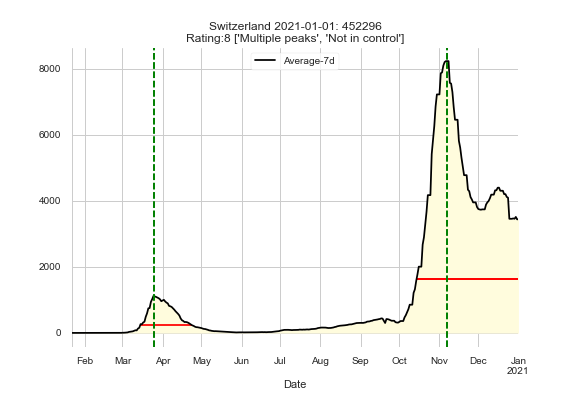 Switzerland 2021-01-01: 452296
Rating:8 ['Multiple peaks', 'Not in control']
Average-7d
8000
6000
4000
2000
0
Feb Mar Apr May Jun Jul Aug Sep Oct Nov Dec Jan
2021
Date